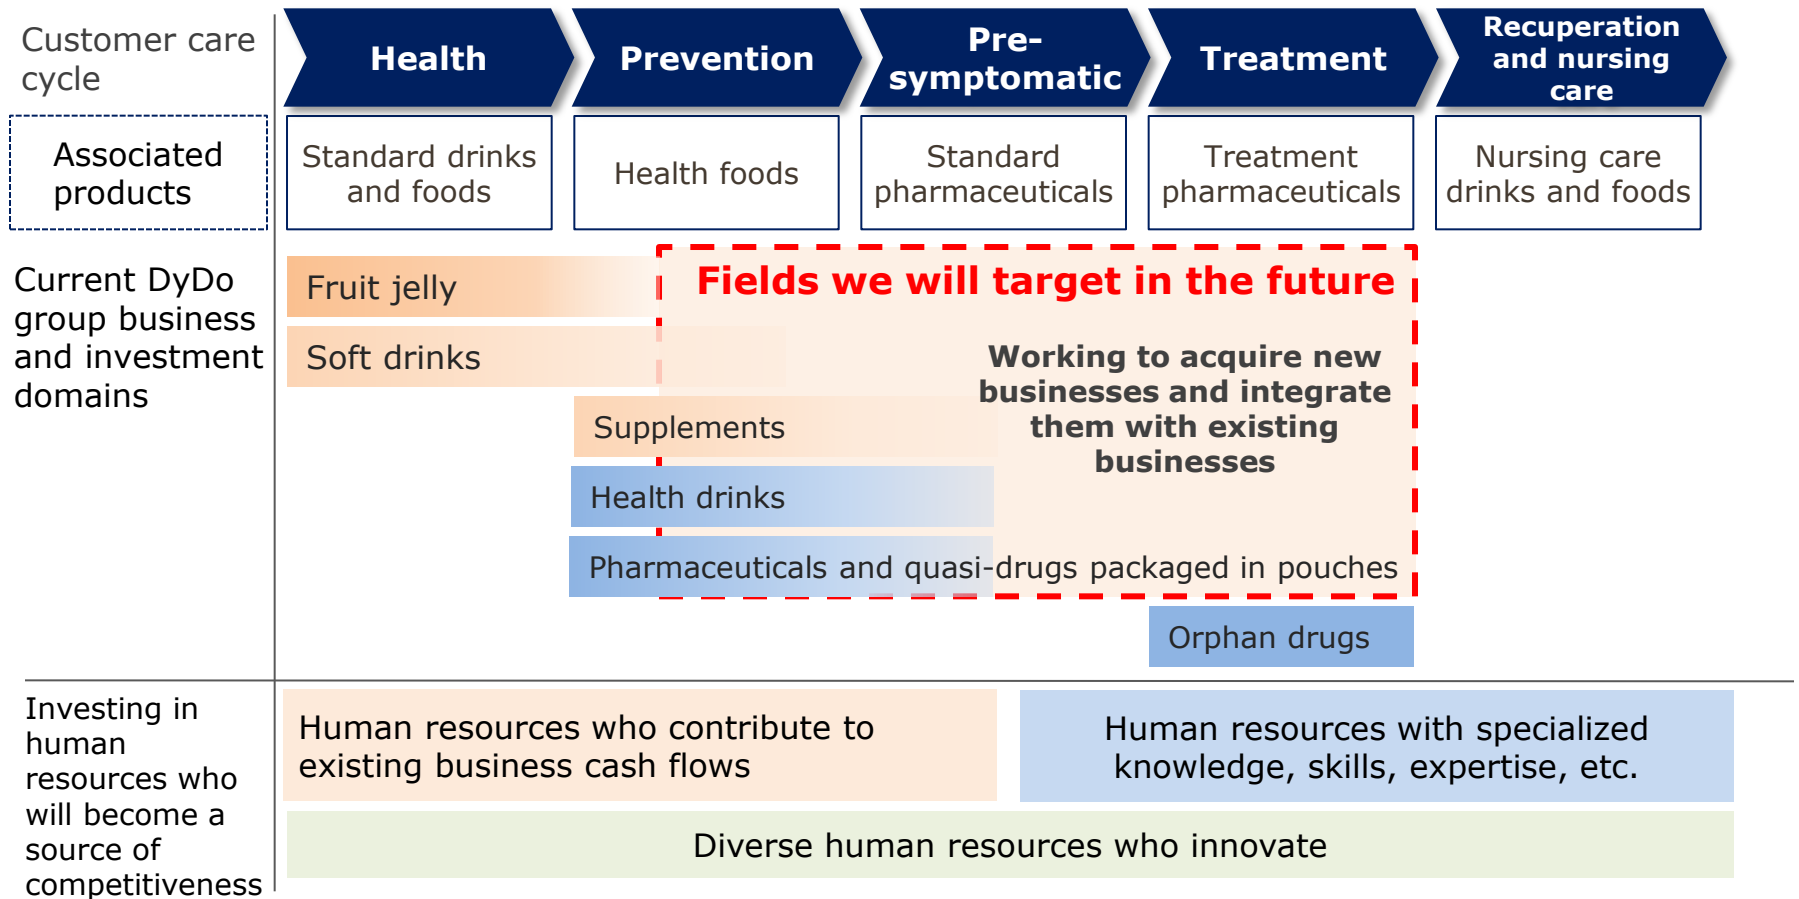 Customer care
cycle
Health
Prevention
Pre-
symptomatic
Treatment
Recuperation
and nursing
care
Associated
products
Standard drinks
and foods
Health foods
Standard
pharmaceuticals
Treatment
pharmaceuticals
Nursing care
drinks and foods
Current DyDo
group business
and investment
domains
Fruit jelly
Soft drinks
Supplements
Health drinks
Pharmaceuticals and quasi-drugs packaged in pouches
Orphan drugs
Fields we will target in the future
Working to acquire new
businesses and integrate
them with existing
businesses
Investing in
human
resources who
will become a
source of
competitiveness
Human resources who contribute to
existing business cash flows
Human resources with specialized
knowledge, skills, expertise, etc.
Diverse human resources who innovate